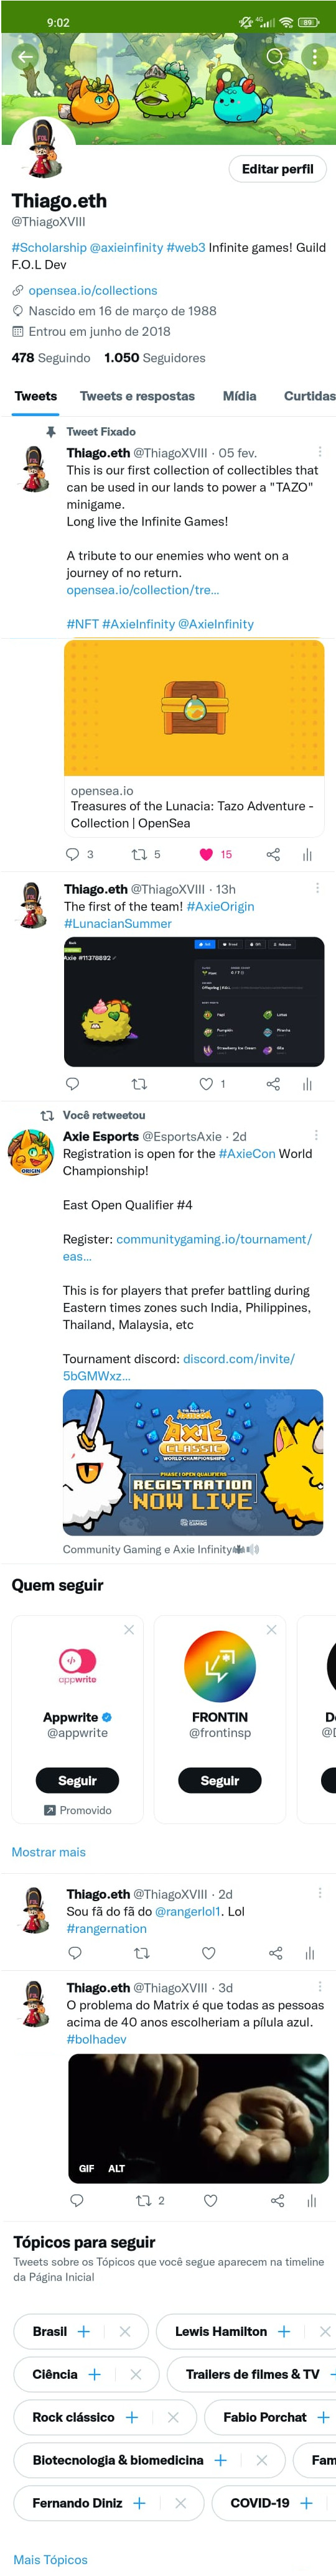 9:02
4G
89
Editar perfil
Thiago.eth
@ThiagoXVIII
#Scholarship @axieinfinity #web3 Infinite games! Guild
F.O.L Dev
opensea.io/collections
Nascido em 16 de março de 1988
Entrou em junho de 2018
478 Seguindo 1.050 Seguidores
Tweets Tweets e respostas Mídia Curtidas
Tweet Fixado
Thiago.eth @ThiagoXVIII · 05 fev.
This is our first collection of collectibles that
can be used in our lands to power a "TAZO"
minigame.
Long live the Infinite Games!
A tribute to our enemies who went on a
journey of no return.
opensea.io/collection/tre...
#NFT #AxieInfinity @AxieInfinity
opensea.io
Treasures of the Lunacia: Tazo Adventure -
Collection | OpenSea
3 5 15
Thiago.eth @ThiagoXVIII · 13h
The first of the team! #AxieOrigin
#LunacianSummer
Axie #11378692
1
Você retweetou
Axie Esports @EsportsAxie · 2d
Registration is open for the #AxieCon World
Championship!
East Open Qualifier #4
Register: communitygaming.io/tournament/
eas...
This is for players that prefer battling during
Eastern times zones such India, Philippines,
Thailand, Malaysia, etc
Tournament discord: discord.com/invite/
5bGMWxz...
ORIGIN
AXIE
CLASSIC
WORLD CHAMPIONSHIPS
PHASE 1 OPEN QUALIFIERS
REGISTRATION
NOW LIVE
COMMUNITY
GAMING
Community Gaming e Axie Infinity
Quem seguir
appwrite
Appwrite
@appwrite
Seguir
Promovido
FRONTIN
@frontinsp
Seguir
D
@D
Mostrar mais
Thiago.eth @ThiagoXVIII · 2d
Sou fã do fã do @rangerlol1. Lol
#rangernation
Thiago.eth @ThiagoXVIII · 3d
O problema do Matrix é que todas as pessoas
acima de 40 anos escolheriam a pílula azul.
#bolhadev
GIF ALT
2
Tópicos para seguir
Tweets sobre os Tópicos que você segue aparecem na timeline
da Página Inicial
Brasil Lewis Hamilton
Ciência Trailers de filmes & TV
Rock clássico Fabio Porchat
Biotecnologia & biomedicina Fam
Fernando Diniz COVID-19
Mais Tópicos